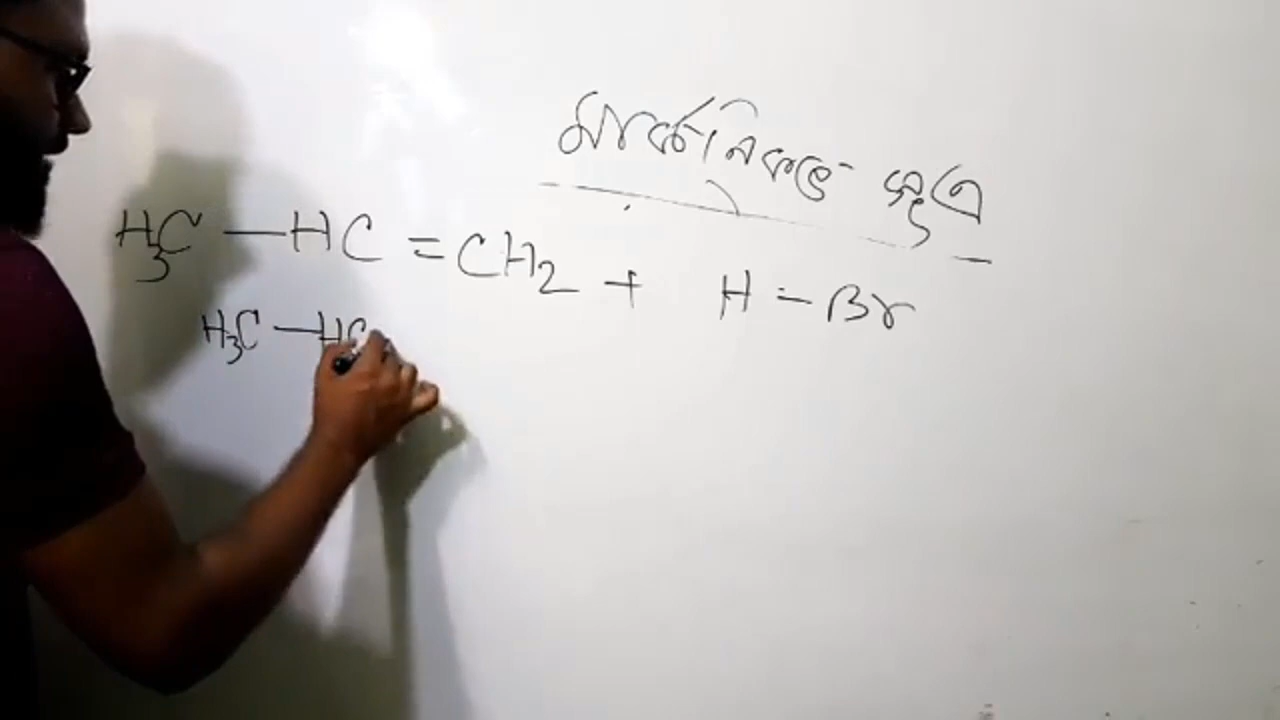 মার্কনিকভ সূত্র
H3C — HC = CH2 + H — Br
H3C — HC